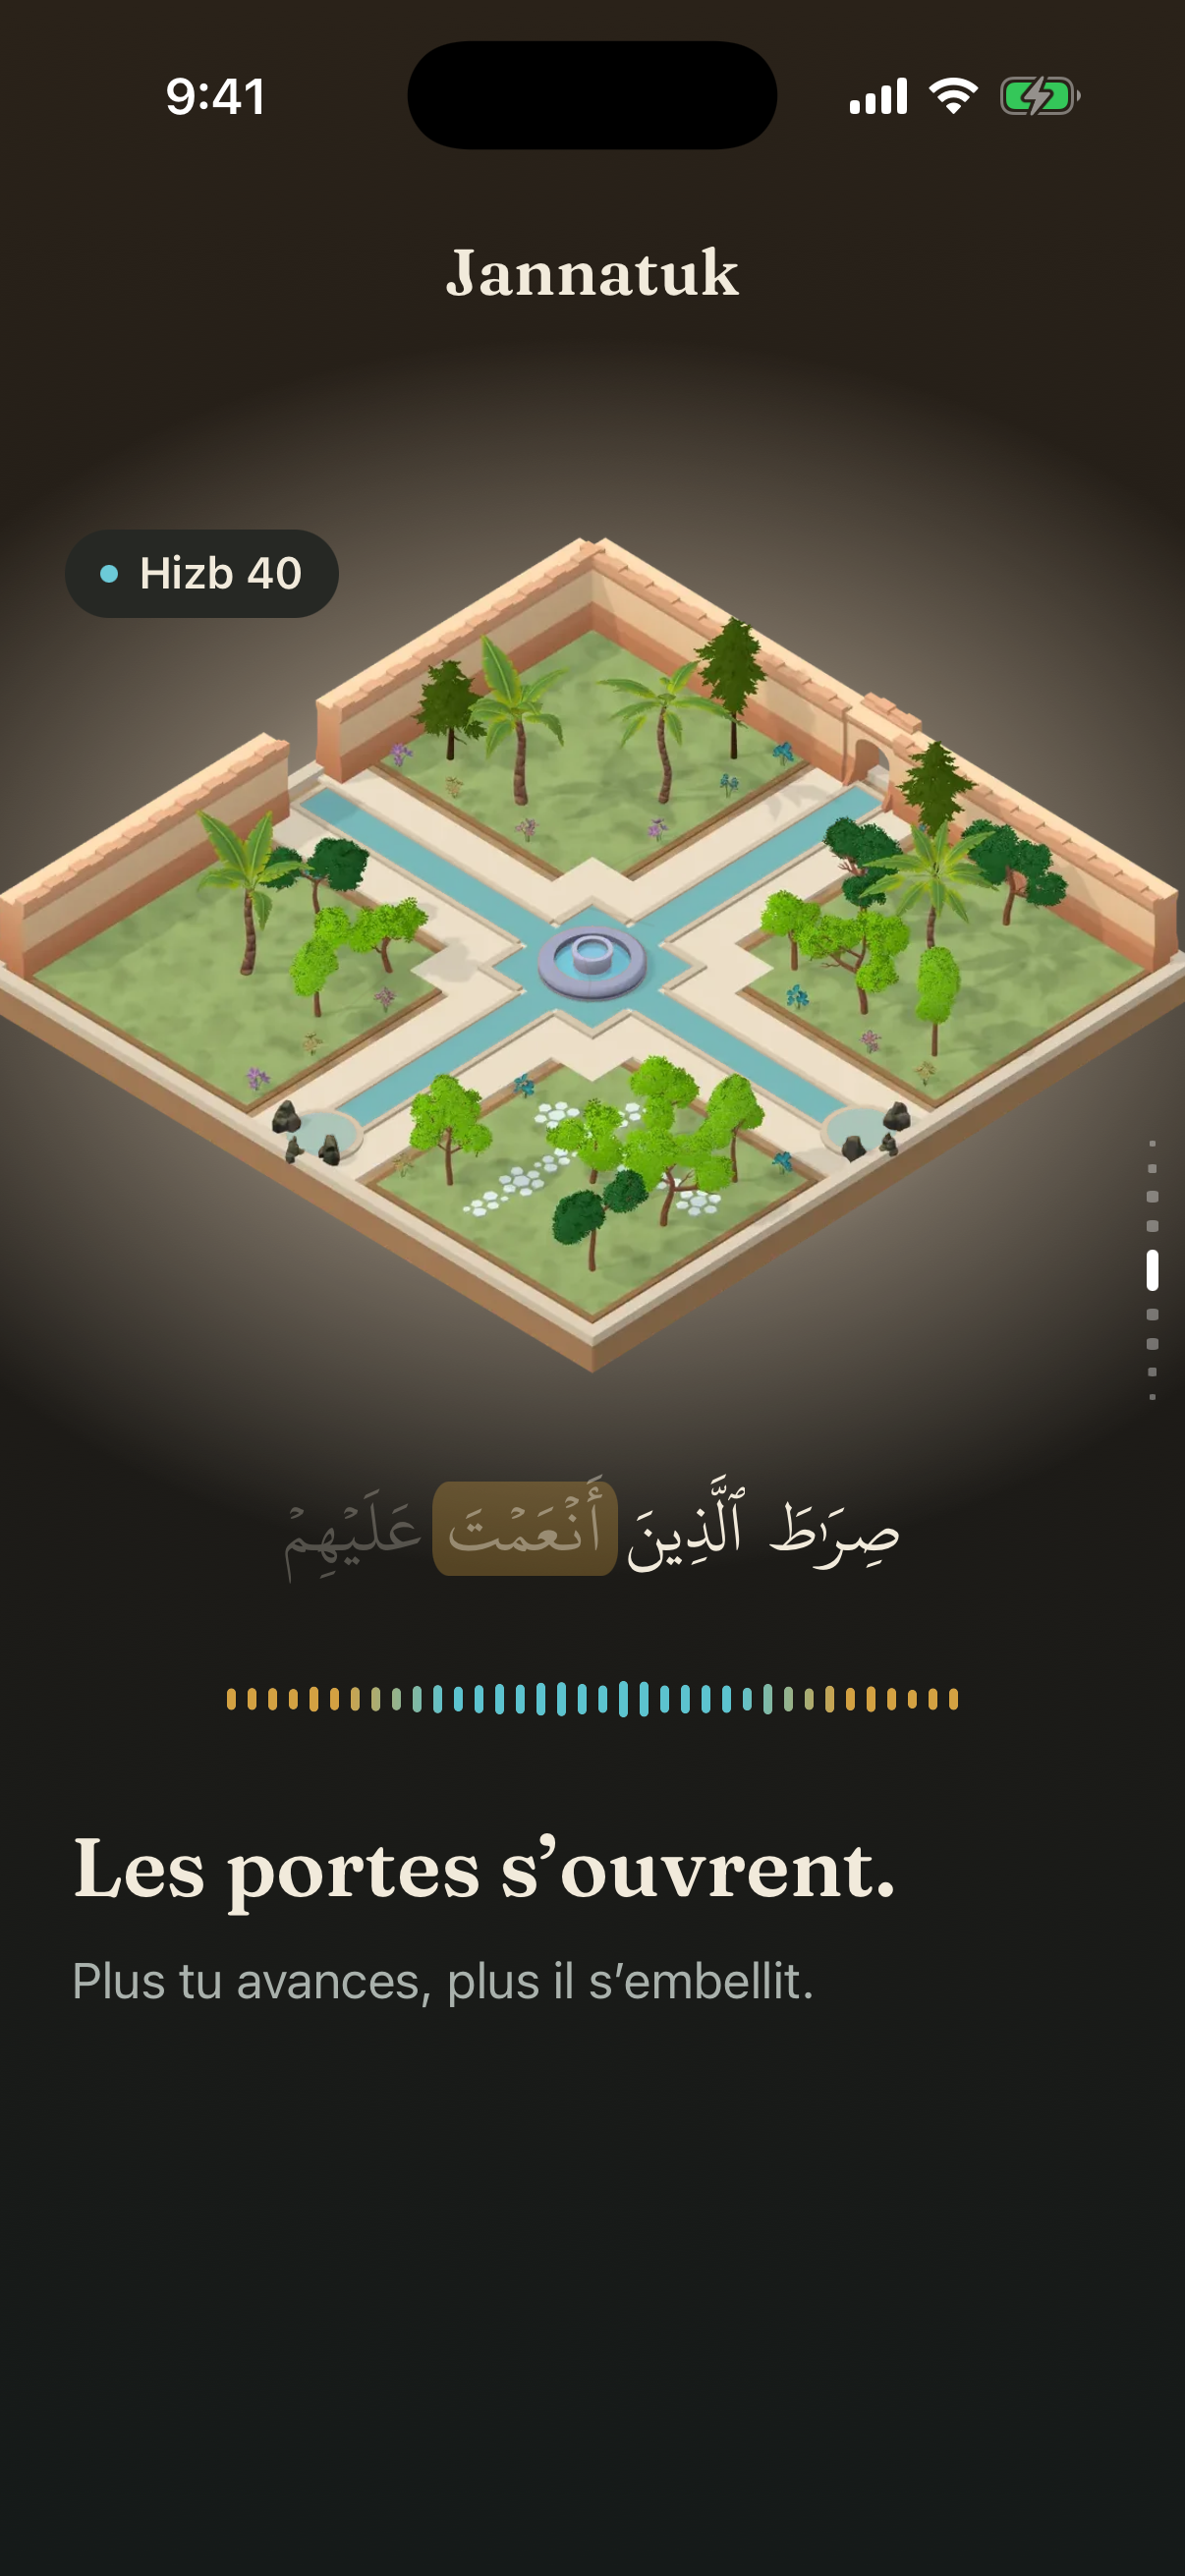 9:41
Jannatuk
Hizb 40
صِرَٰطَ ٱلَّذِينَ أَنۡعَمۡتَ عَلَيۡهِمۡ
Les portes s’ouvrent.
Plus tu avances, plus il s’embellit.